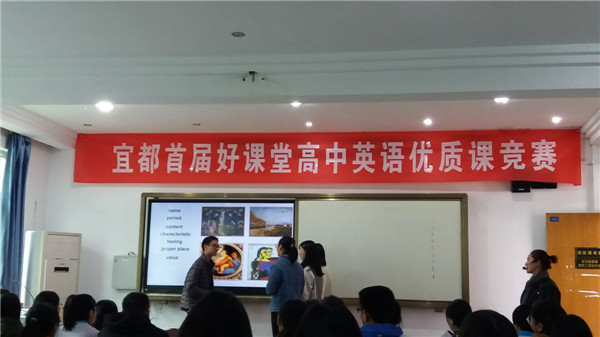 宜都首届好课堂高中英语优质课竞赛
name
period
content
characteristic
feeling
proper place
value